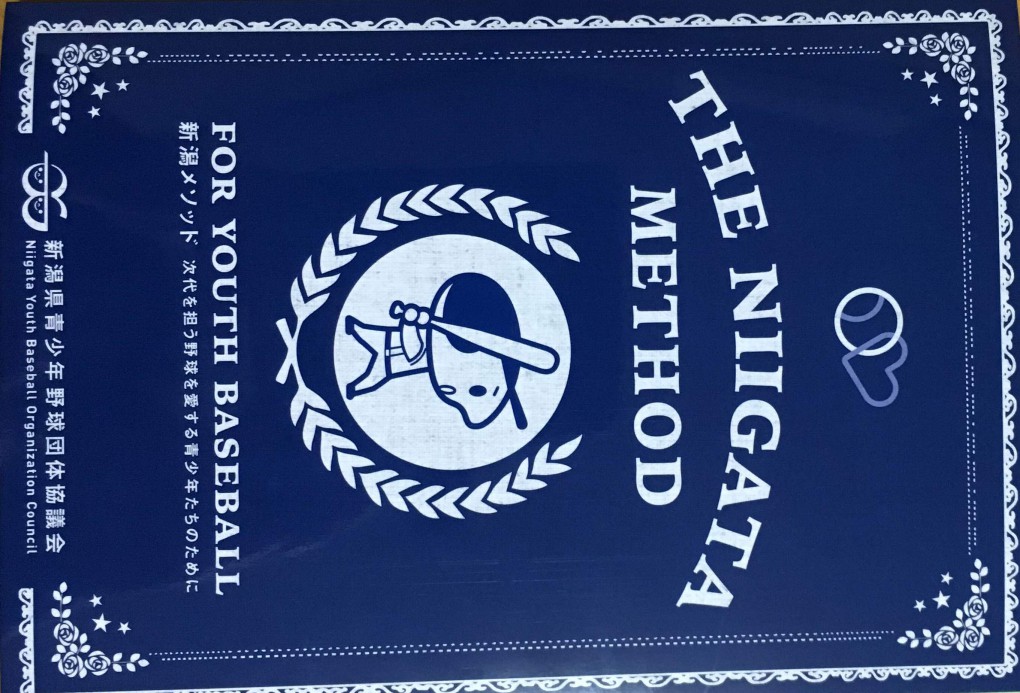 THE NIGATA
METHOD
FOR YOUTH BASEBALL
新潟メソッド 次代を担う野球を愛する青少年たちのために
新潟県青少年野球団体協議会
Niigata Youth Baseball Organization Council